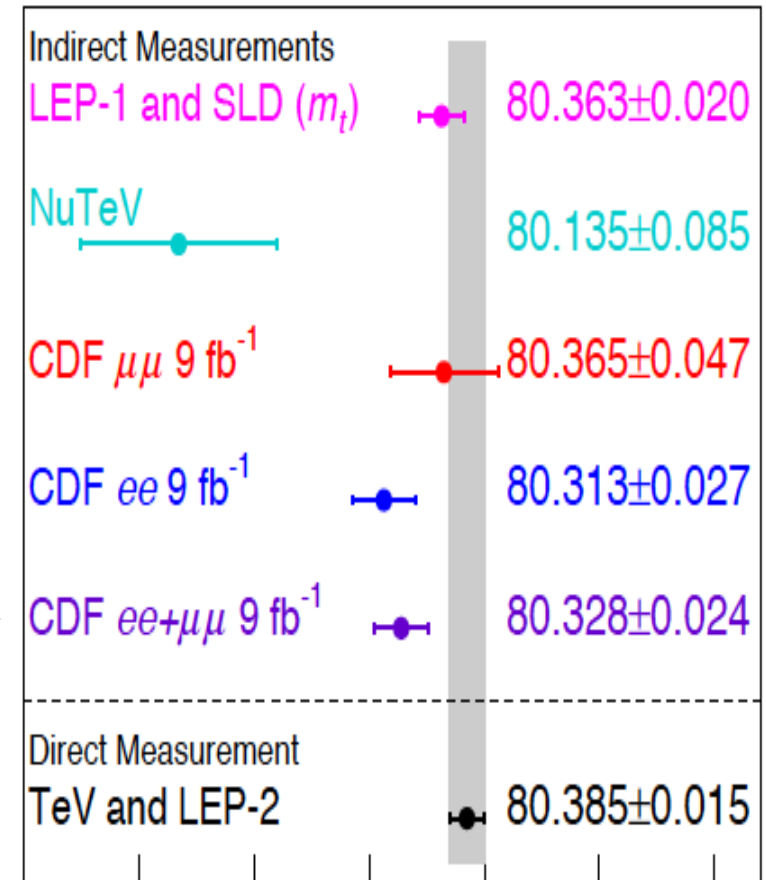 Indirect Measurements
LEP-1 and SLD (mₜ) 80.363±0.020
NuTeV 80.135±0.085
CDF μμ 9 fb⁻¹ 80.365±0.047
CDF ee 9 fb⁻¹ 80.313±0.027
CDF ee+μμ 9 fb⁻¹ 80.328±0.024
Direct Measurement
TeV and LEP-2 80.385±0.015